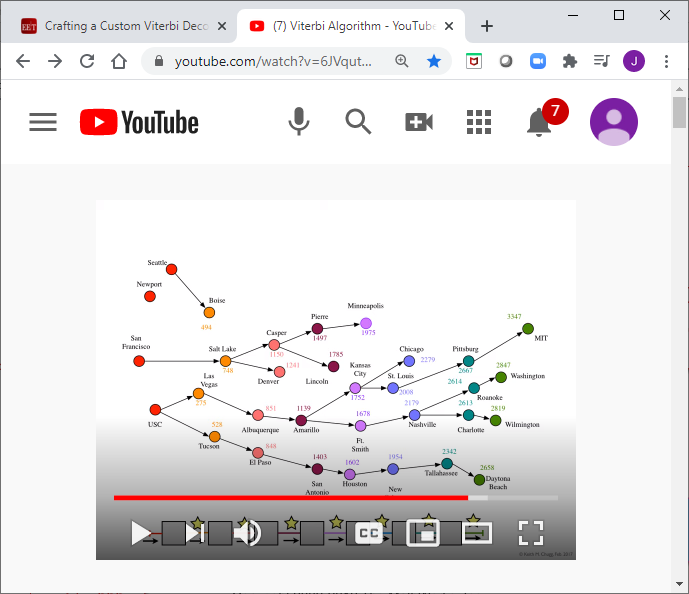 EET
Crafting a Custom Viterbi Deco
(7) Viterbi Algorithm - YouTube
youtube.com/watch?v=6JVqut...
J
YouTube
7
Seattle
Newport
Boise
494
Minneapolis
Pierre
1975
1497
San
Francisco
Salt Lake
748
Casper
1150
1785
Lincoln
1241
Denver
Chicago
2279
Pittsburg
2667
3347
MIT
Las
Vegas
275
Kansas
City
1752
St. Louis
2008
2847
Washington
2614
Roanoke
USC
851
Albuquerque
1139
Amarillo
1678
Ft.
Smith
2179
Nashville
2613
Charlotte
2819
Wilmington
528
Tucson
848
El Paso
1403
San
Antonio
1602
Houston
1954
New
2342
Tallahassee
2658
Daytona
Beach
CC